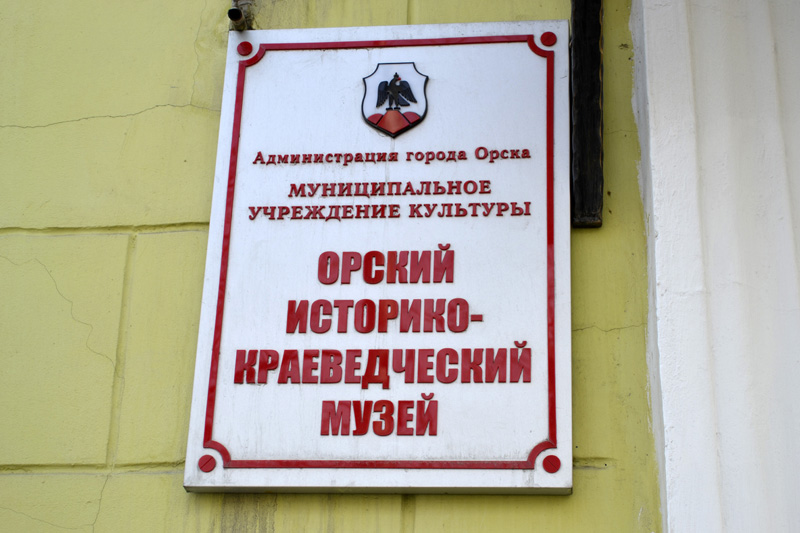 Администрация города Орска
МУНИЦИПАЛЬНОЕ
УЧРЕЖДЕНИЕ КУЛЬТУРЫ
ОРСКИЙ
ИСТОРИКО-
КРАЕВЕДЧЕСКИЙ
МУЗЕЙ